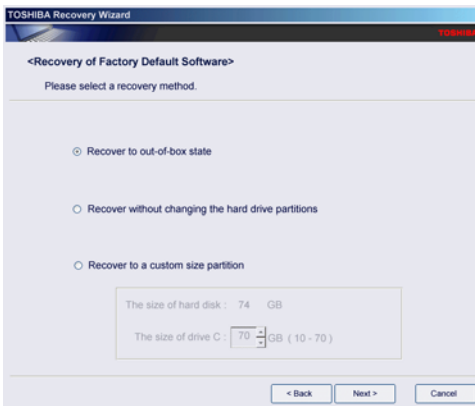 TOSHIBA Recovery Wizard
TOSHIBA
<Recovery of Factory Default Software>
Please select a recovery method.
Recover to out-of-box state
Recover without changing the hard drive partitions
Recover to a custom size partition
The size of hard disk : 74 GB
The size of drive C : 70 GB ( 10 - 70 )
< Back Next > Cancel